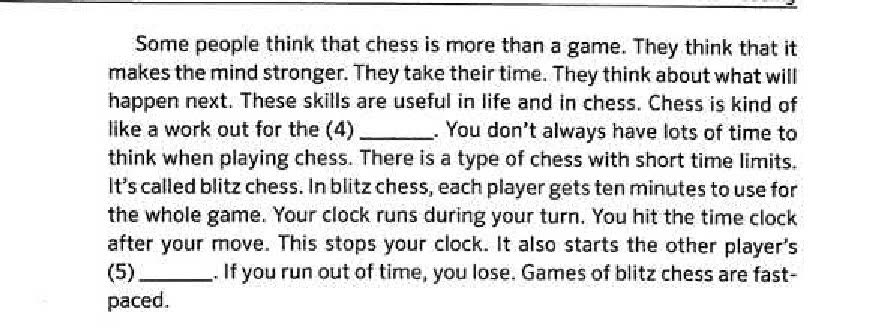 Some people think that chess is more than a game. They think that it
makes the mind stronger. They take their time. They think about what will
happen next. These skills are useful in life and in chess. Chess is kind of
like a work out for the (4) _______. You don't always have lots of time to
think when playing chess. There is a type of chess with short time limits.
It's called blitz chess. In blitz chess, each player gets ten minutes to use for
the whole game. Your clock runs during your turn. You hit the time clock
after your move. This stops your clock. It also starts the other player's
(5) _______. If you run out of time, you lose. Games of blitz chess are fast-
paced.